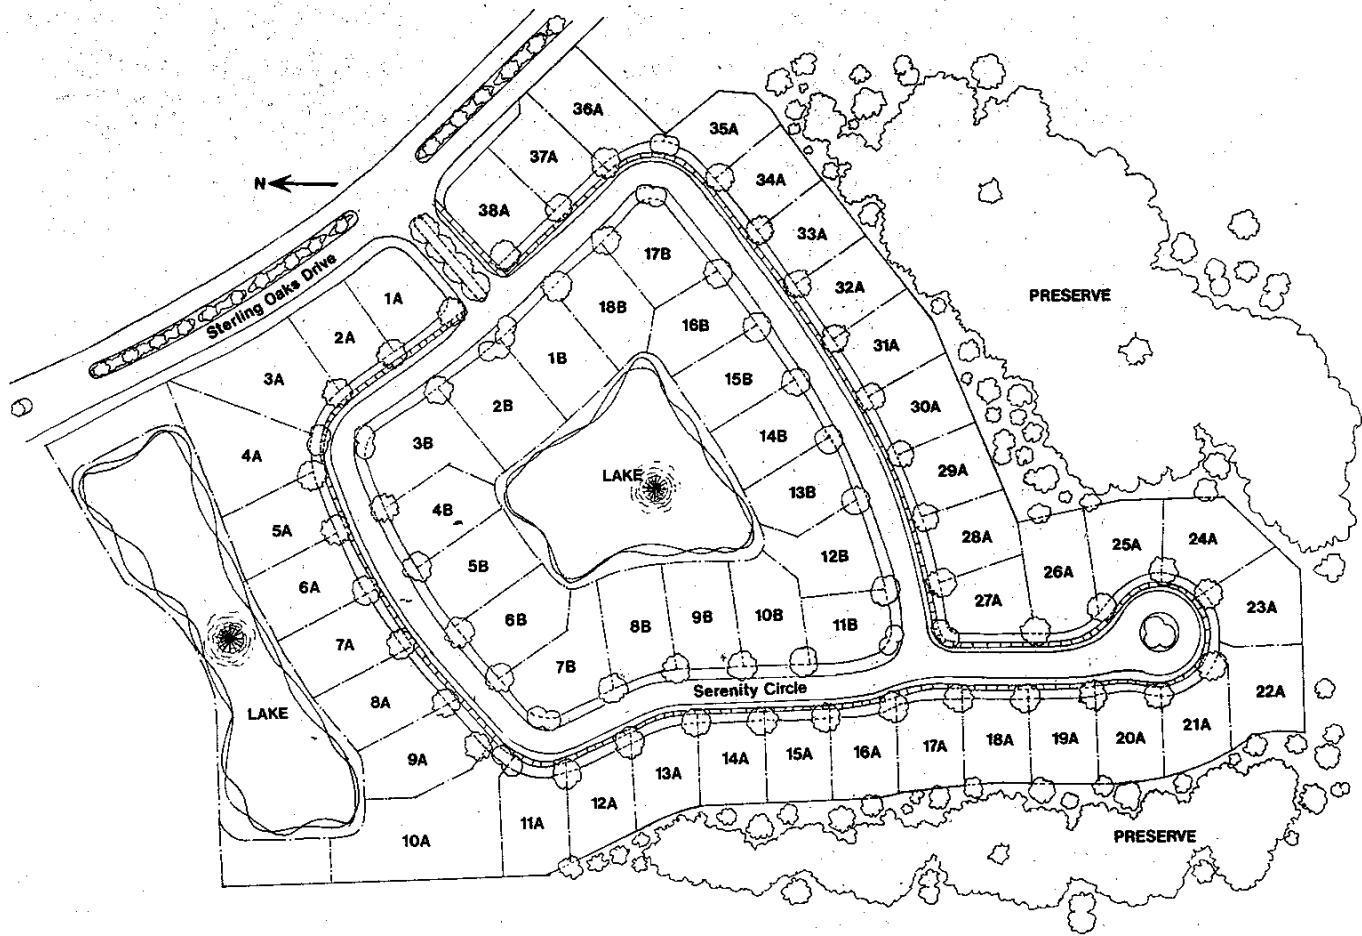 36A
35A
37A
34A
N
38A
33A
17B
32A
PRESERVE
1A
18B
16B
Sterling Oaks Drive
2A
31A
1B
3A
15B
2B
30A
14B
3B
4A
29A
LAKE
13B
4B
5A
28A
24A
25A
12B
5B
26A
6A
27A
23A
6B
8B
9B
10B
11B
7A
7B
Serenity Circle
22A
8A
LAKE
21A
20A
19A
18A
17A
16A
15A
14A
9A
13A
12A
11A
10A
PRESERVE